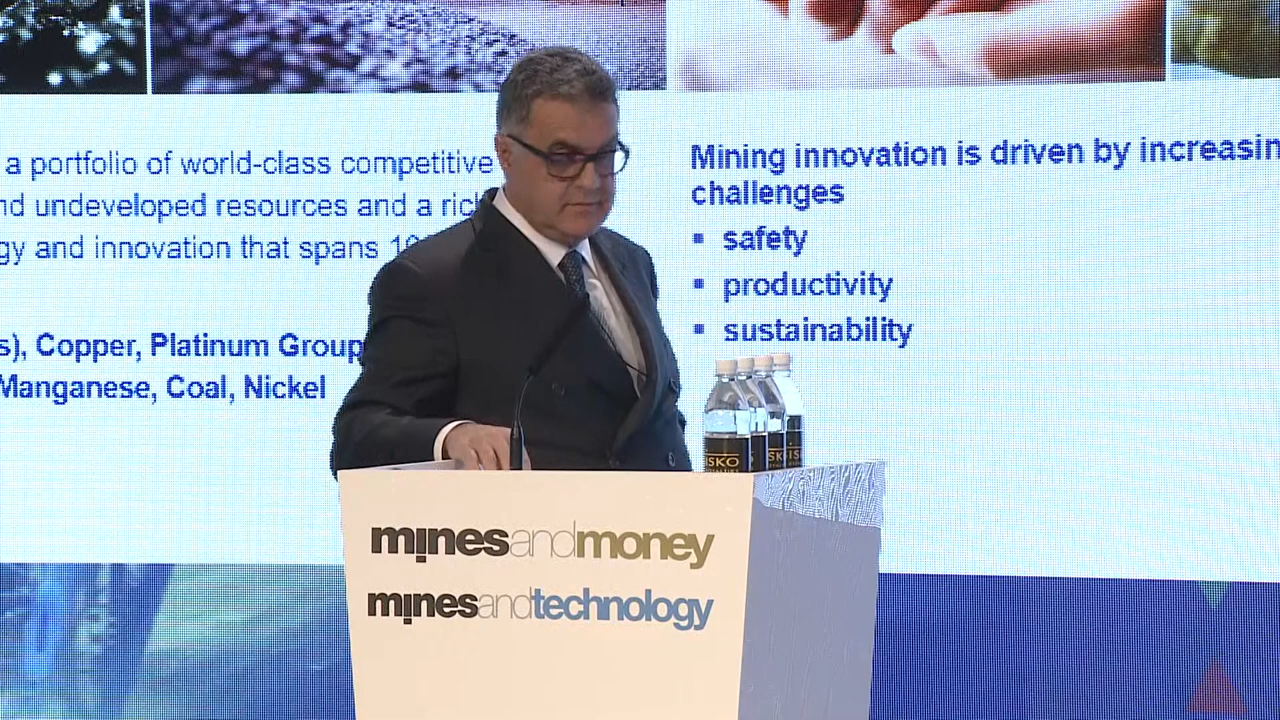 a portfolio of world-class competitive
nd undeveloped resources and a rich
gy and innovation that spans
s), Copper, Platinum Group
Manganese, Coal, Nickel
Mining innovation is driven by increasin
challenges
▪ safety
▪ productivity
▪ sustainability
ISKO
minesandmoney
minesandtechnology